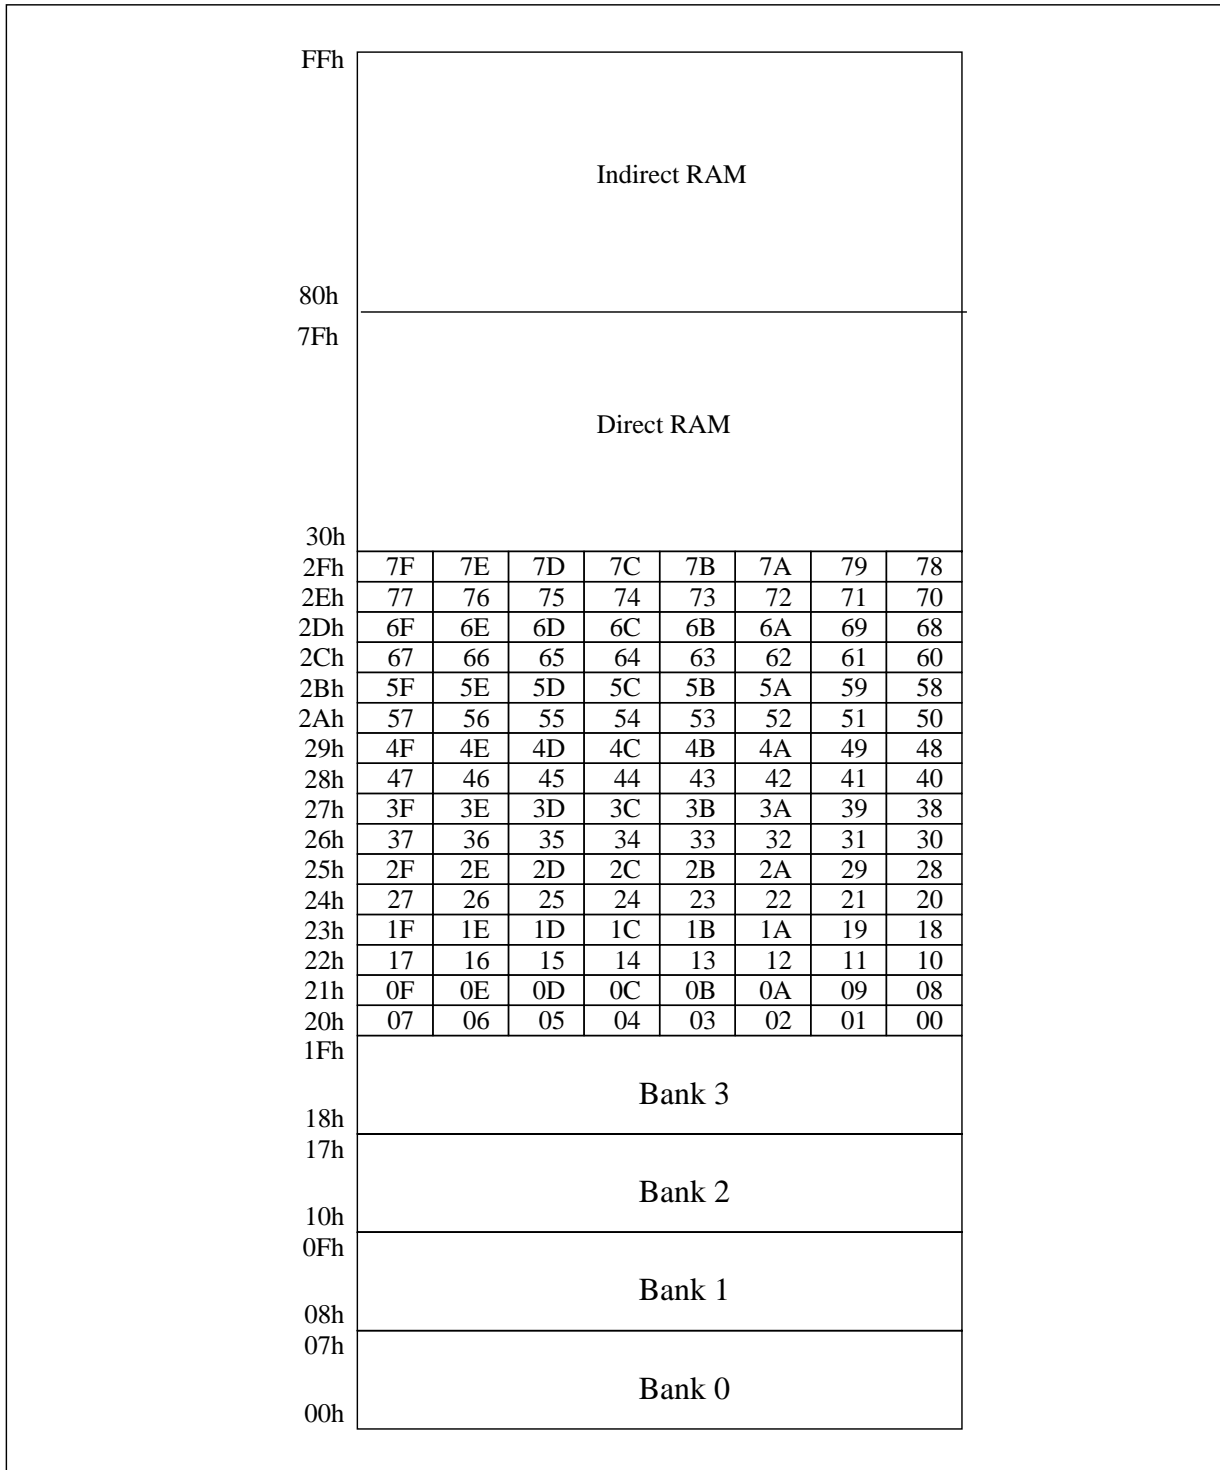 FFh
Indirect RAM
80h
7Fh
Direct RAM
30h
2Fh 7F 7E 7D 7C 7B 7A 79 78
2Eh 77 76 75 74 73 72 71 70
2Dh 6F 6E 6D 6C 6B 6A 69 68
2Ch 67 66 65 64 63 62 61 60
2Bh 5F 5E 5D 5C 5B 5A 59 58
2Ah 57 56 55 54 53 52 51 50
29h 4F 4E 4D 4C 4B 4A 49 48
28h 47 46 45 44 43 42 41 40
27h 3F 3E 3D 3C 3B 3A 39 38
26h 37 36 35 34 33 32 31 30
25h 2F 2E 2D 2C 2B 2A 29 28
24h 27 26 25 24 23 22 21 20
23h 1F 1E 1D 1C 1B 1A 19 18
22h 17 16 15 14 13 12 11 10
21h 0F 0E 0D 0C 0B 0A 09 08
20h 07 06 05 04 03 02 01 00
1Fh
Bank 3
18h
17h
Bank 2
10h
0Fh
Bank 1
08h
07h
Bank 0
00h